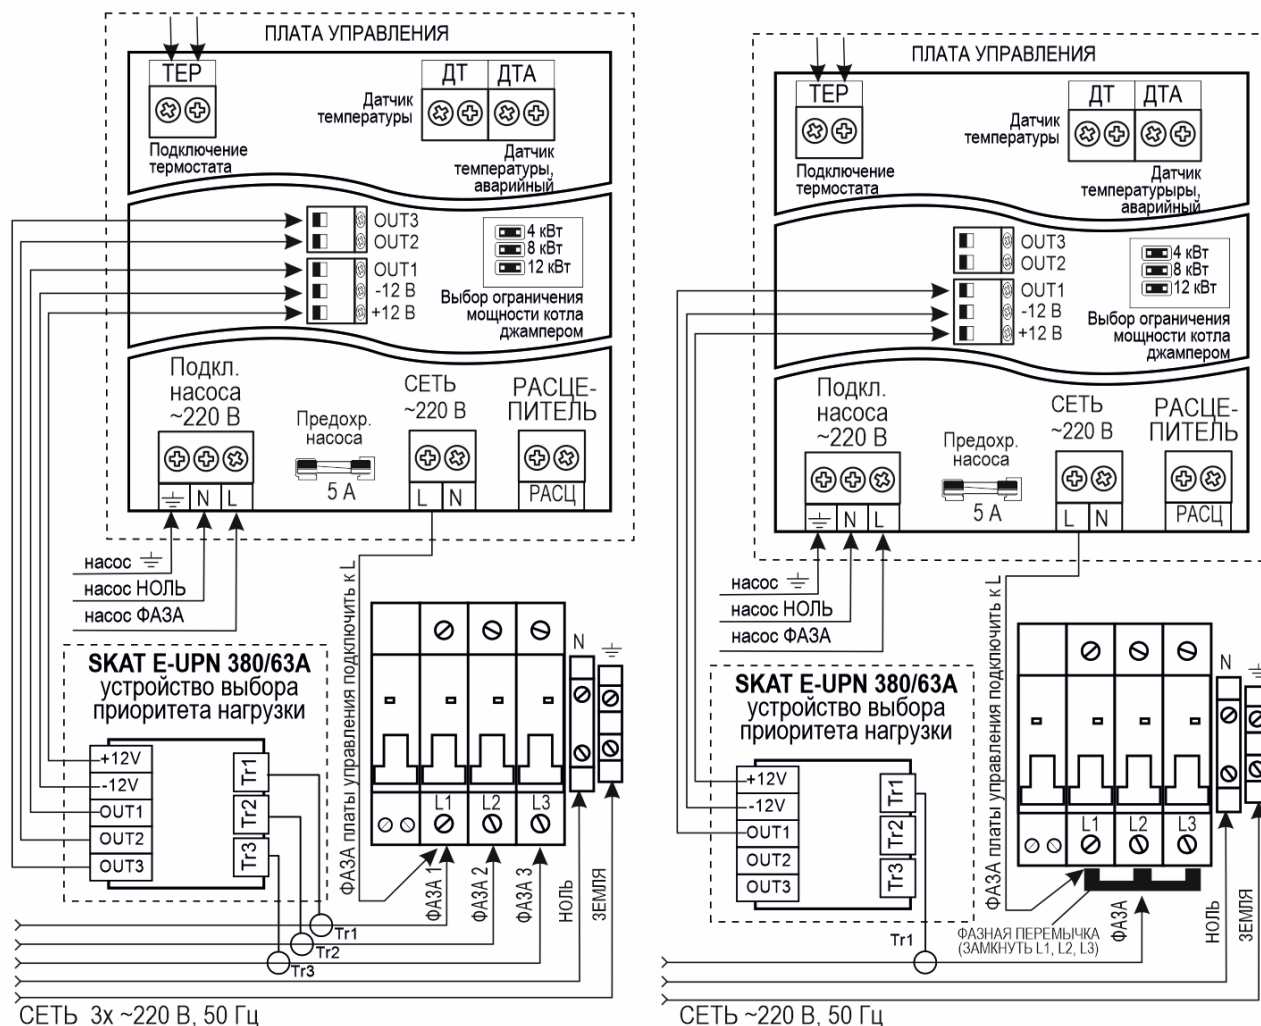 ПЛАТА УПРАВЛЕНИЯ
ТЕР
ДТ ДТА
Датчик
температуры
Подключение
термостата
Датчик
температуры,
аварийный
OUT3
OUT2
OUT1
-12 В
+12 В
4 кВт
8 кВт
12 кВт
Выбор ограничения
мощности котла
джампером
Подкл.
насоса
~220 В
Предохр.
насоса
5 А
СЕТЬ
~220 В
РАСЦЕ-
ПИТЕЛЬ
N L
L N
РАСЦ
насос
насос НОЛЬ
насос ФАЗА
ФАЗА платы управления подключить к L
SKAT E-UPN 380/63A
устройство выбора
приоритета нагрузки
+12V
-12V
OUT1
OUT2
OUT3
Tr1
Tr2
Tr3
N
L1 L2 L3
ФАЗА 1
ФАЗА 2
ФАЗА 3
НОЛЬ
ЗЕМЛЯ
Tr1
Tr2
Tr3
СЕТЬ 3х ~220 В, 50 Гц
ПЛАТА УПРАВЛЕНИЯ
ТЕР
ДТ ДТА
Датчик
температуры
Подключение
термостата
Датчик
температурыры,
аварийный
OUT3
OUT2
OUT1
-12 В
+12 В
4 кВт
8 кВт
12 кВт
Выбор ограничения
мощности котла
джампером
Подкл.
насоса
~220 В
Предохр.
насоса
5 А
СЕТЬ
~220 В
РАСЦЕ-
ПИТЕЛЬ
N L
L N
РАСЦ
насос
насос НОЛЬ
насос ФАЗА
ФАЗА платы управления подключить к L
SKAT E-UPN 380/63A
устройство выбора
приоритета нагрузки
+12V
-12V
OUT1
OUT2
OUT3
Tr1
Tr2
Tr3
N
L1 L2 L3
Tr1
ФАЗНАЯ ПЕРЕМЫЧКА
(ЗАМКНУТЬ L1, L2, L3)
ФАЗА
НОЛЬ
ЗЕМЛЯ
СЕТЬ ~220 В, 50 Гц